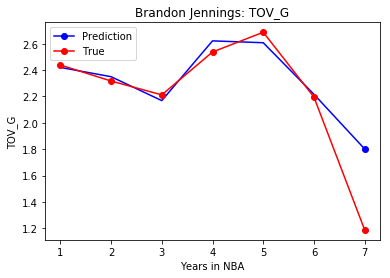 Brandon Jennings: TOV_G
Prediction
True
TOV_G
2.6
2.4
2.2
2.0
1.8
1.6
1.4
1.2
1 2 3 4 5 6 7
Years in NBA